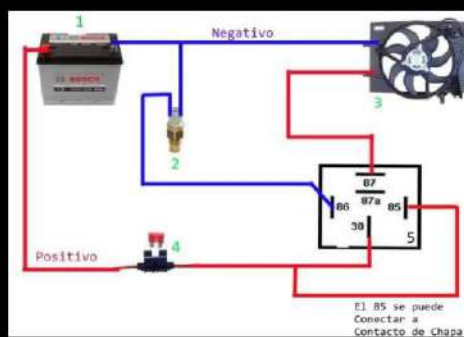 1
Negativo
BOSCH
3
2
87
87a
86
85
30
5
4
Positivo
El 85 se puede
Conectar a
Contacto de Chapa